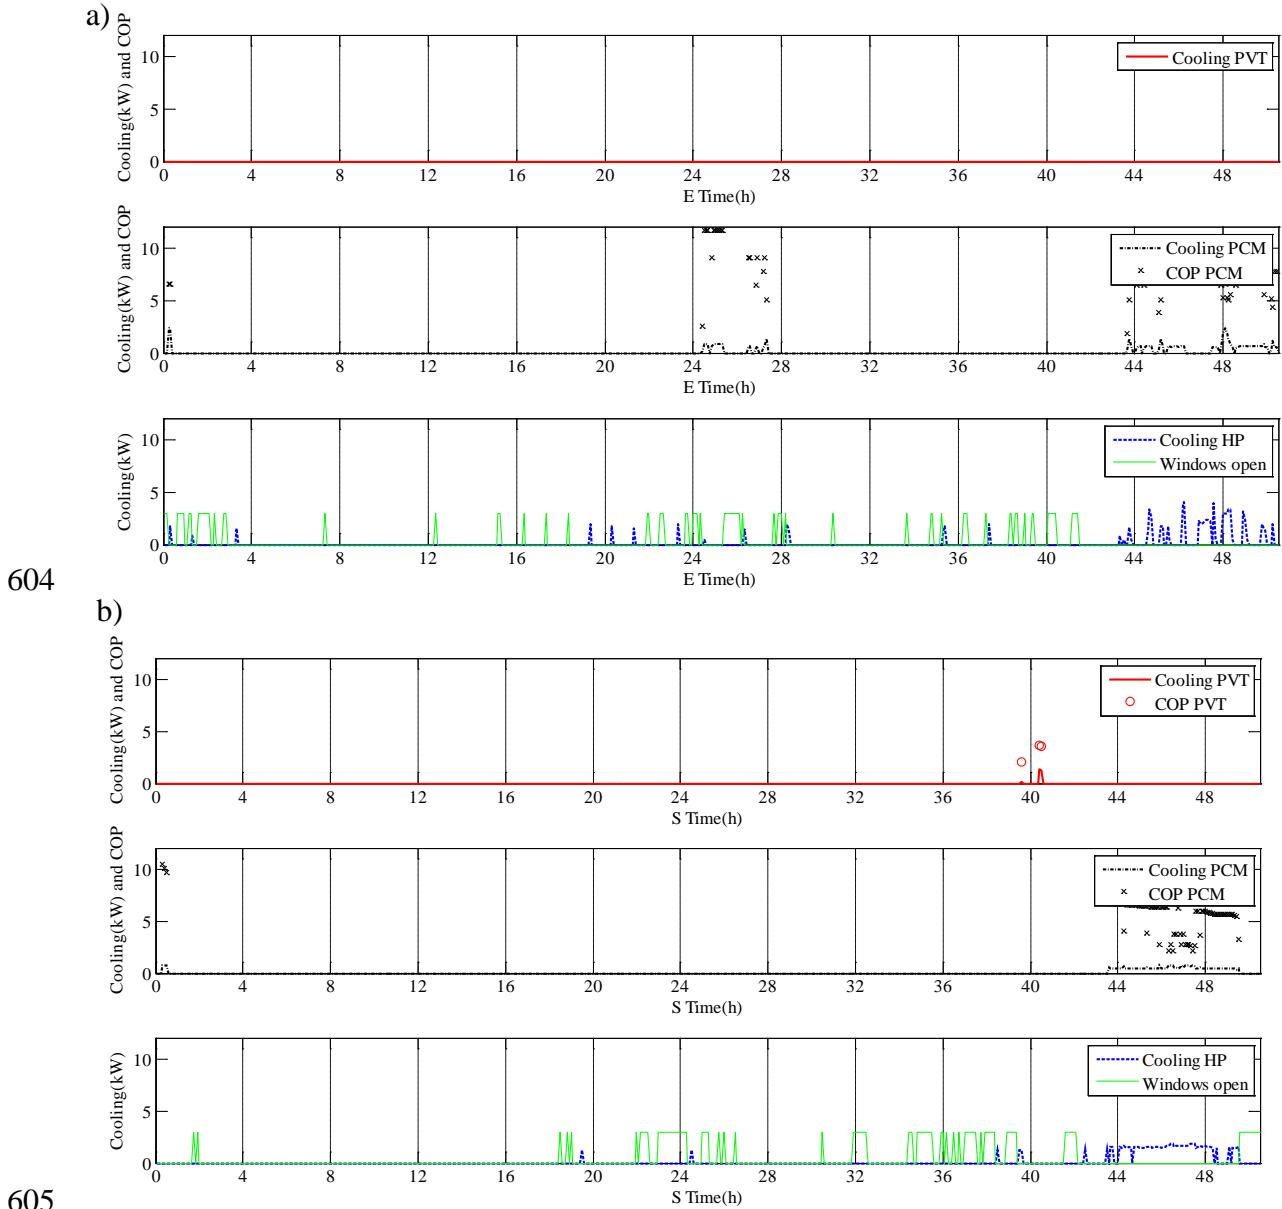 a)
Cooling(kW) and COP
10
5
0
Cooling PVT
0 4 8 12 16 20 24 28 32 36 40 44 48
E Time(h)
Cooling(kW) and COP
10
5
0
Cooling PCM
COP PCM
0 4 8 12 16 20 24 28 32 36 40 44 48
E Time(h)
Cooling(kW)
10
5
0
Cooling HP
Windows open
0 4 8 12 16 20 24 28 32 36 40 44 48
E Time(h)
604
b)
Cooling(kW) and COP
10
5
0
Cooling PVT
COP PVT
0 4 8 12 16 20 24 28 32 36 40 44 48
S Time(h)
Cooling(kW) and COP
10
5
0
Cooling PCM
COP PCM
0 4 8 12 16 20 24 28 32 36 40 44 48
S Time(h)
Cooling(kW)
10
5
0
Cooling HP
Windows open
0 4 8 12 16 20 24 28 32 36 40 44 48
S Time(h)
605